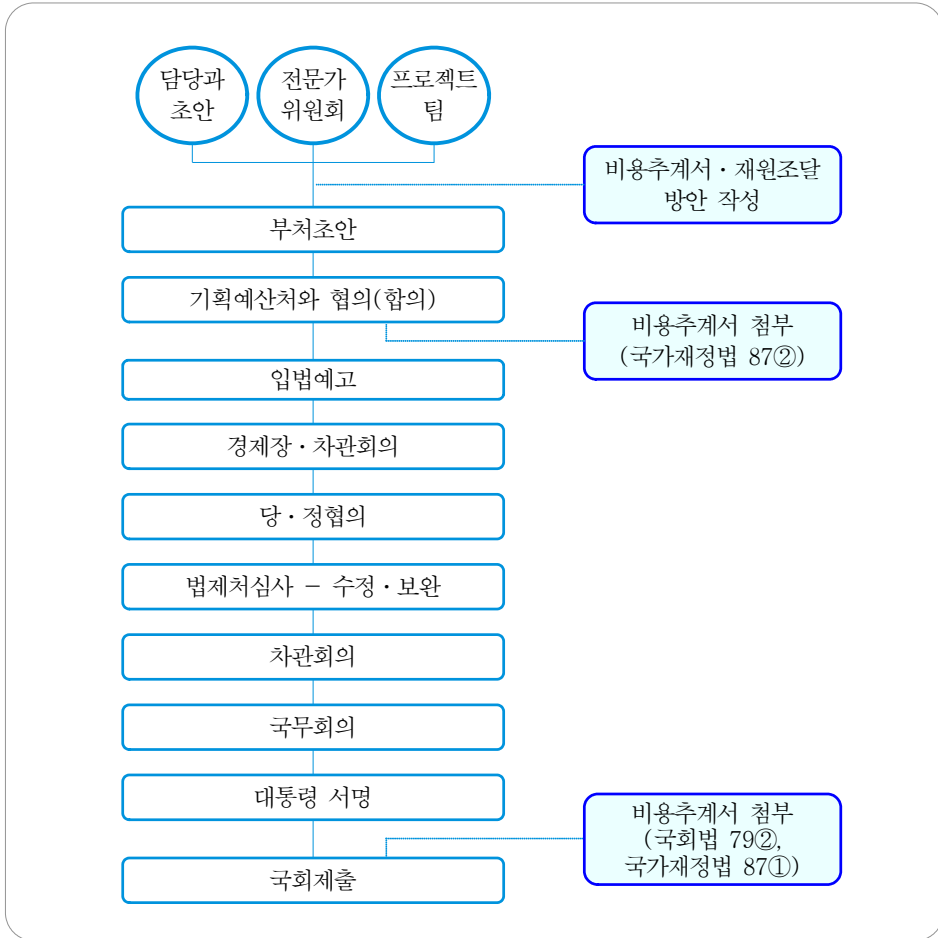 담당과
초안
전문가
위원회
프로젝트
팀
비용추계서·재원조달
방안 작성
부처초안
기획예산처와 협의(합의)
비용추계서 첨부
(국가재정법 87②)
입법예고
경제장·차관회의
당·정협의
법제처심사 - 수정·보완
차관회의
국무회의
대통령 서명
비용추계서 첨부
(국회법 79②,
국가재정법 87①)
국회제출